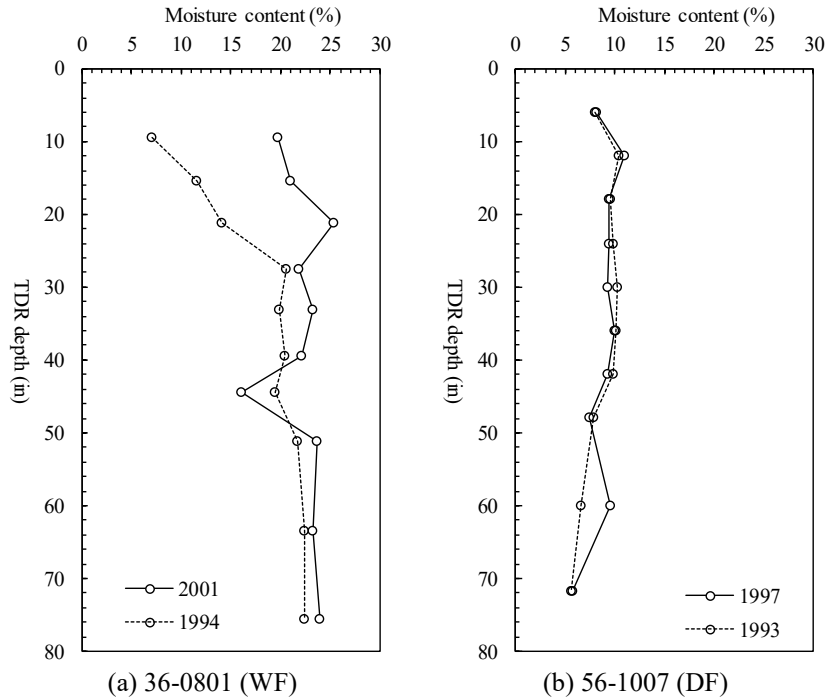 Moisture content (%)
0 5 10 15 20 25 30
0
10
20
30
40
50
60
70
80
TDR depth (in)
2001
1994
(a) 36-0801 (WF)
Moisture content (%)
0 5 10 15 20 25 30
0
10
20
30
40
50
60
70
80
TDR depth (in)
1997
1993
(b) 56-1007 (DF)